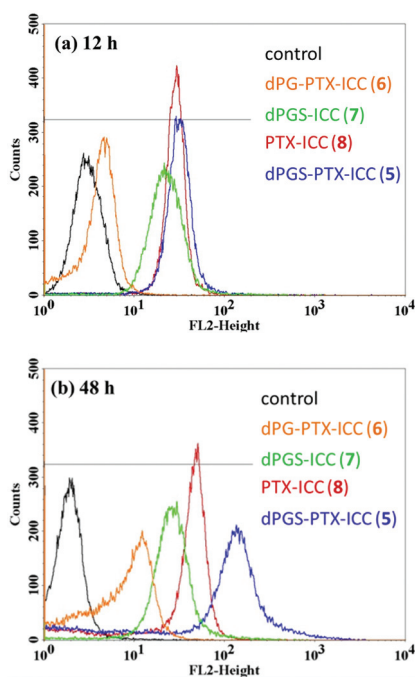 (a) 12 h
control
dPG-PTX-ICC (6)
dPGS-ICC (7)
PTX-ICC (8)
dPGS-PTX-ICC (5)
Counts
500
400
300
200
100
0
10^0 10^1 10^2 10^3 10^4
FL2-Height
(b) 48 h
control
dPG-PTX-ICC (6)
dPGS-ICC (7)
PTX-ICC (8)
dPGS-PTX-ICC (5)
Counts
500
400
300
200
100
0
10^0 10^1 10^2 10^3 10^4
FL2-Height